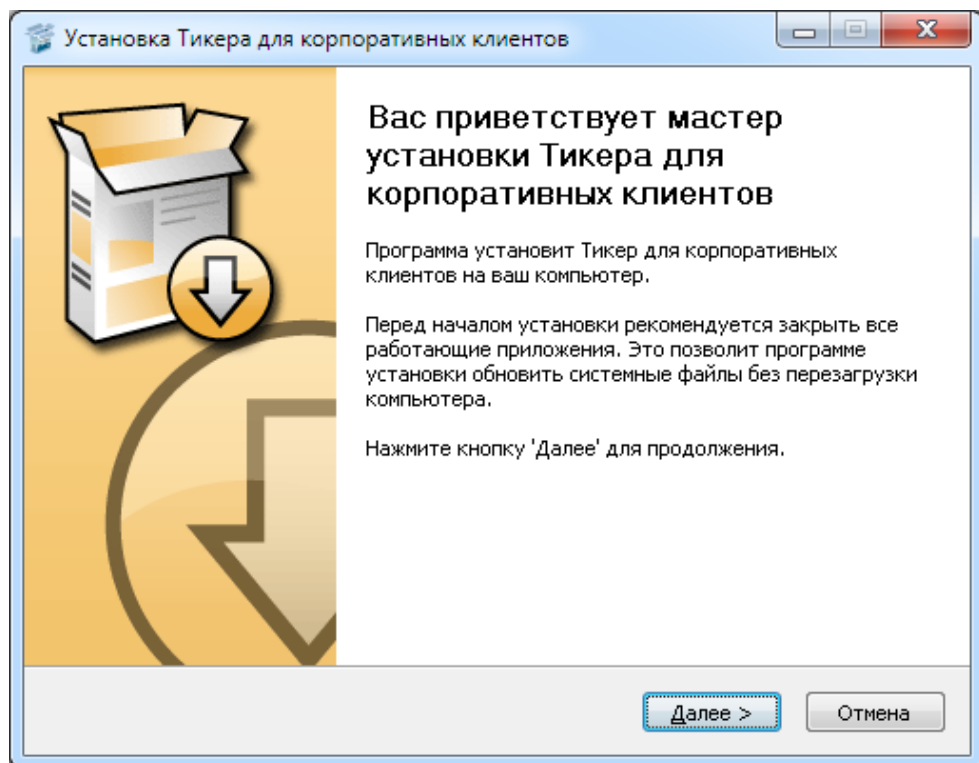 Установка Тикера для корпоративных клиентов
Вас приветствует мастер
установки Тикера для
корпоративных клиентов
Программа установит Тикер для корпоративных
клиентов на ваш компьютер.
Перед началом установки рекомендуется закрыть все
работающие приложения. Это позволит программе
установки обновить системные файлы без перезагрузки
компьютера.
Нажмите кнопку 'Далее' для продолжения.
Далее >
Отмена